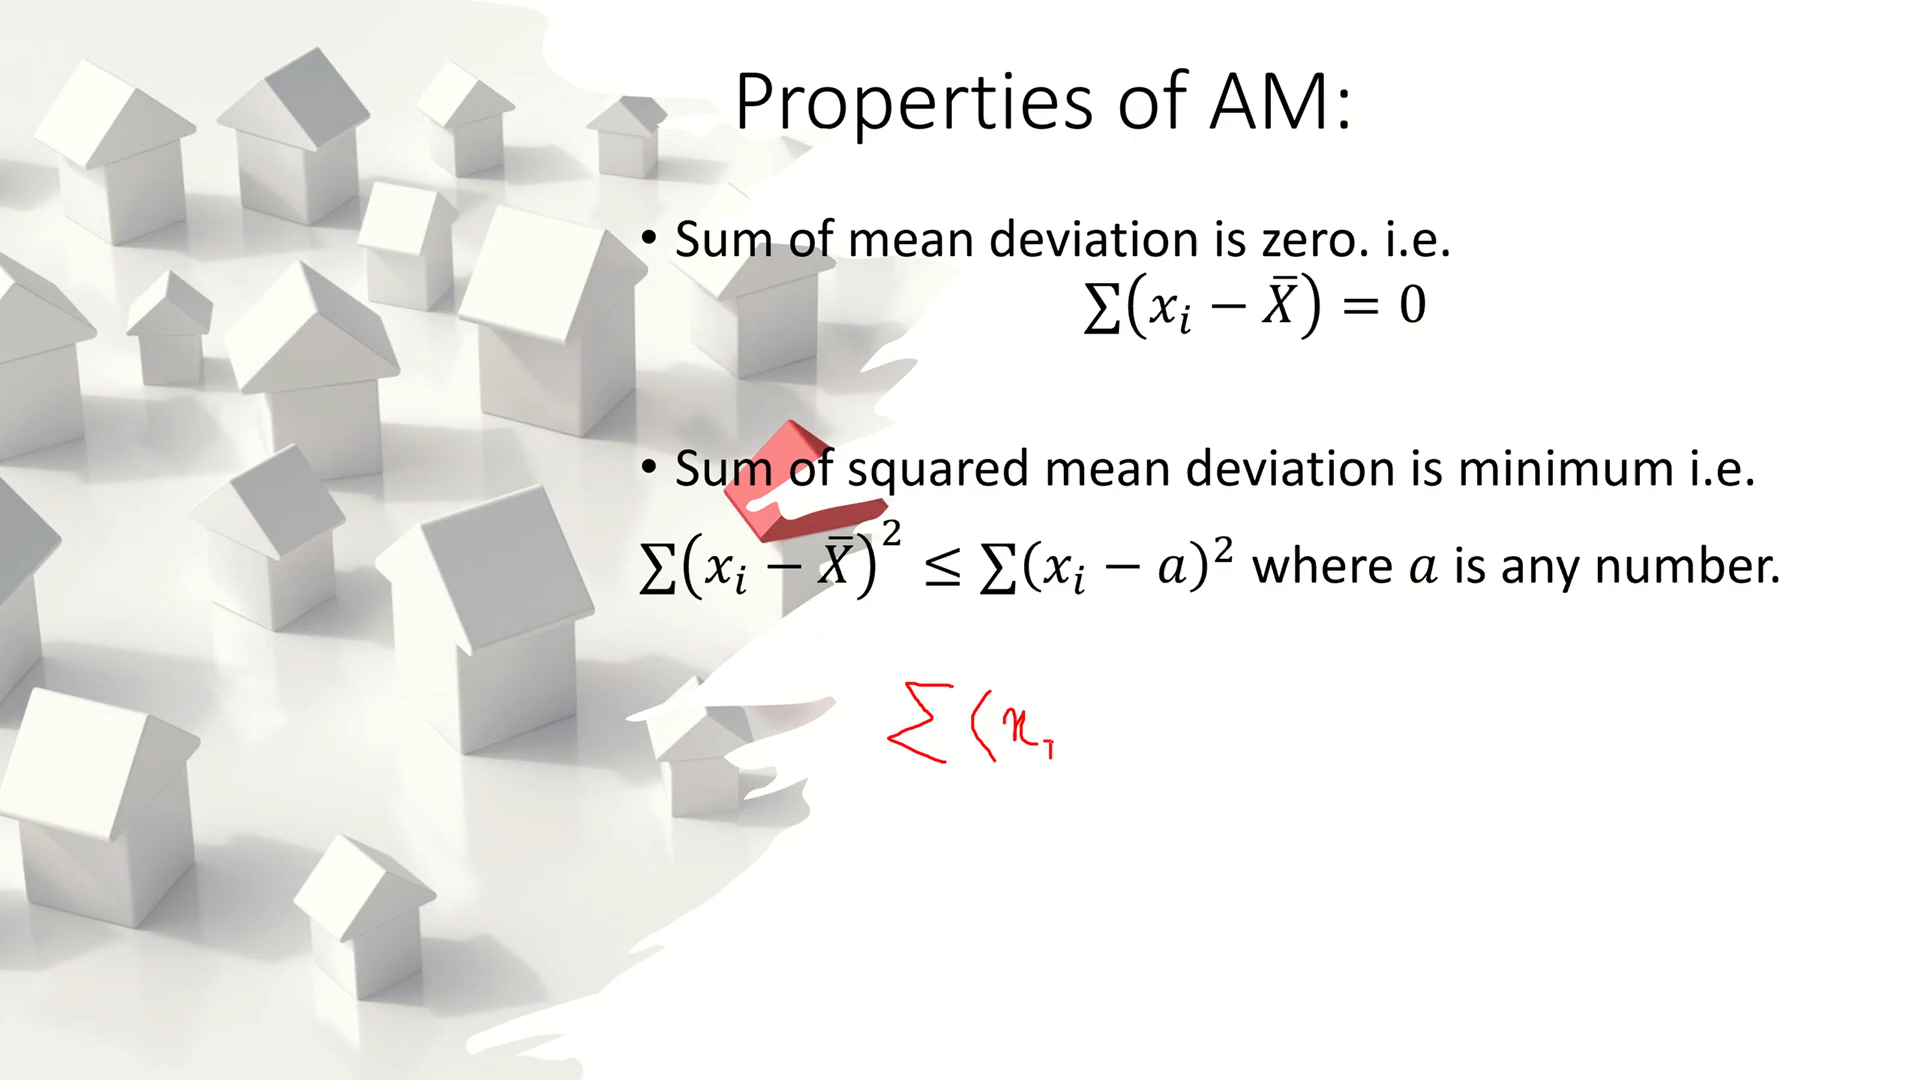 Properties of AM:
• Sum of mean deviation is zero. i.e.
∑(xᵢ − X̄) = 0
• Sum of squared mean deviation is minimum i.e.
∑(xᵢ − X̄)² ≤ ∑(xᵢ − a)² where a is any number.
∑(x